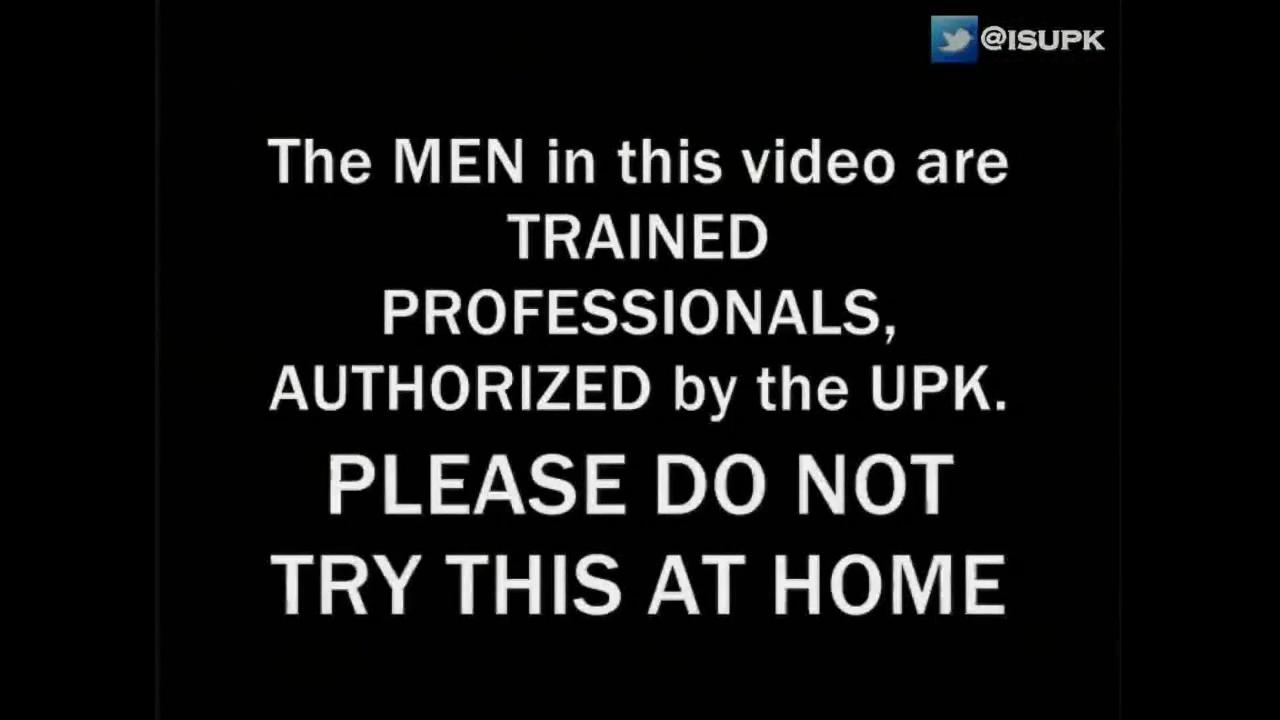 @ISUPK
The MEN in this video are
TRAINED
PROFESSIONALS,
AUTHORIZED by the UPK.
PLEASE DO NOT
TRY THIS AT HOME